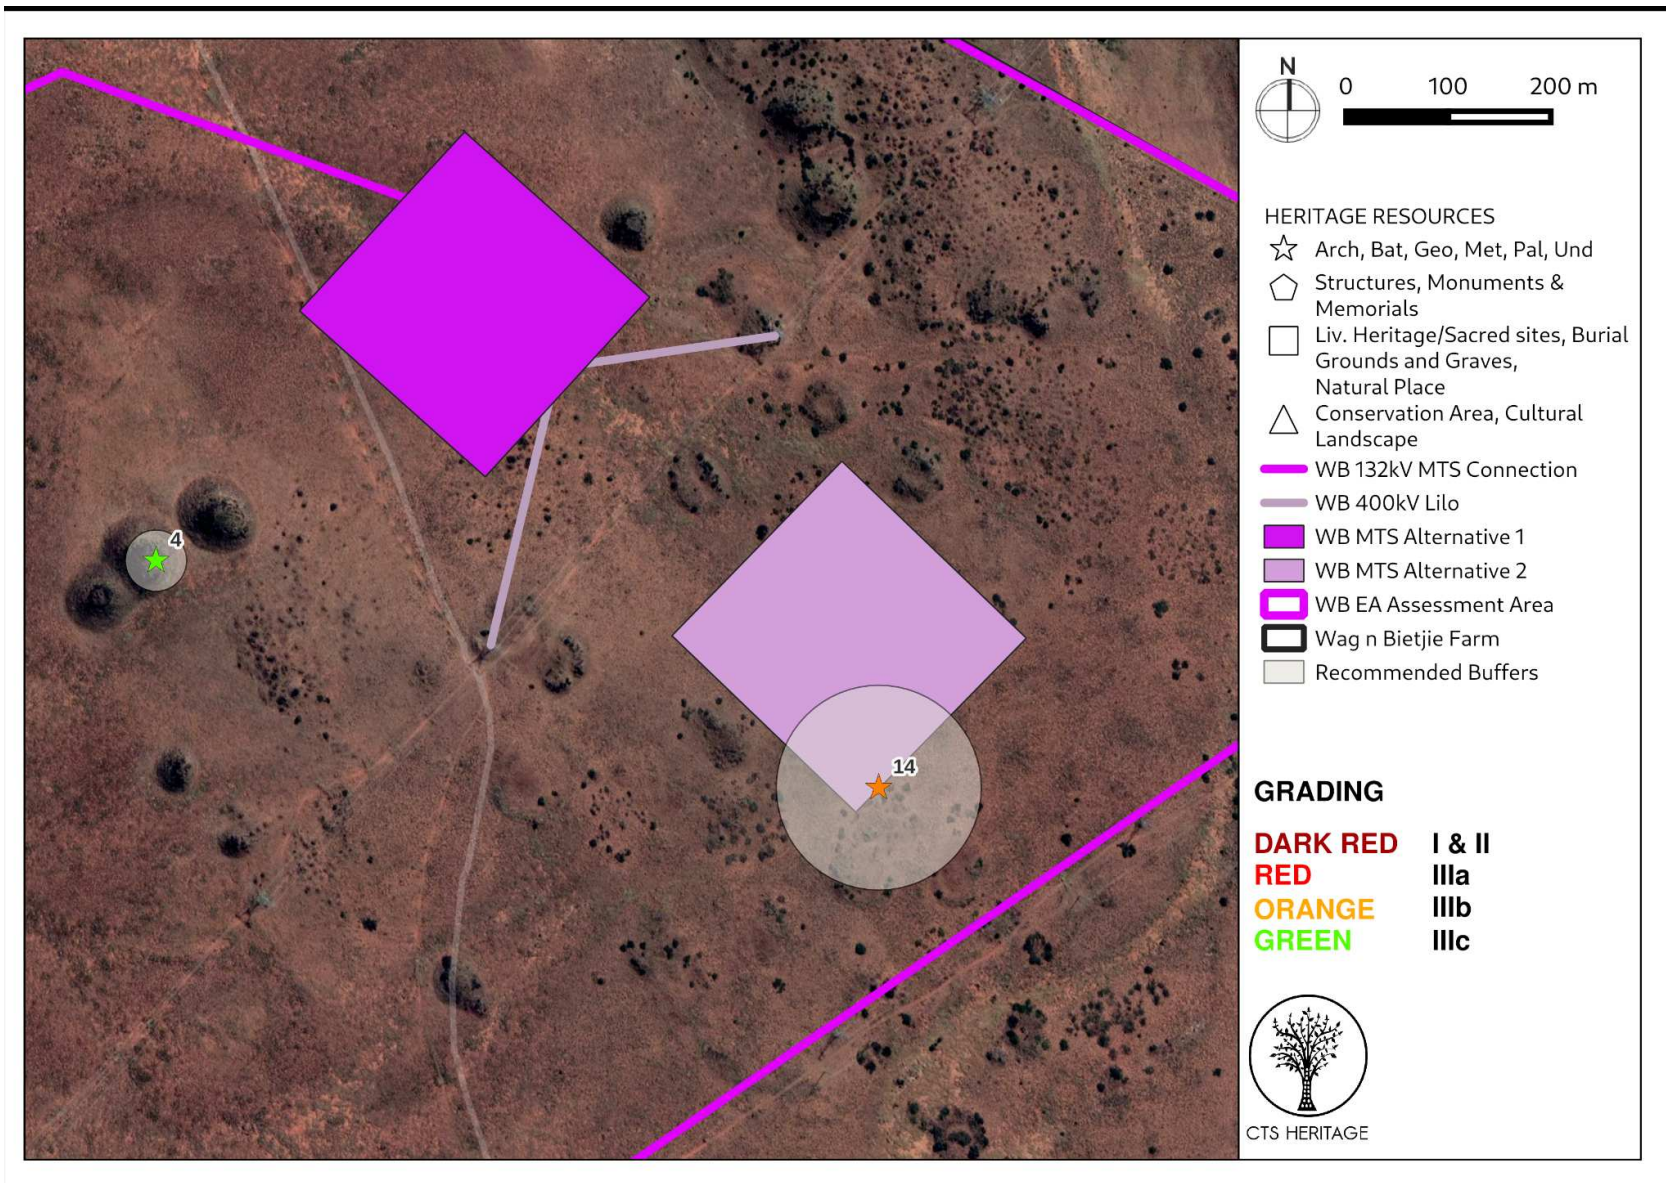 N
0 100 200 m
HERITAGE RESOURCES
Arch, Bat, Geo, Met, Pal, Und
Structures, Monuments &
Memorials
Liv. Heritage/Sacred sites, Burial
Grounds and Graves,
Natural Place
Conservation Area, Cultural
Landscape
WB 132kV MTS Connection
WB 400kV Lilo
WB MTS Alternative 1
WB MTS Alternative 2
WB EA Assessment Area
Wag n Bietjie Farm
Recommended Buffers
4
14
GRADING
DARK RED I & II
RED IIIa
ORANGE IIIb
GREEN IIIc
CTS HERITAGE